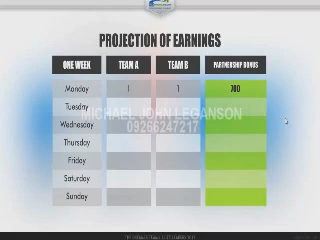 PROJECTION OF EARNINGS
ONE WEEK TEAM A TEAM B PARTNERSHIP BONUS
Monday 1 1 700
Tuesday
MICHAEL JOHN LEGANSON
Wednesday
09266247217
Thursday
Friday
Saturday
Sunday